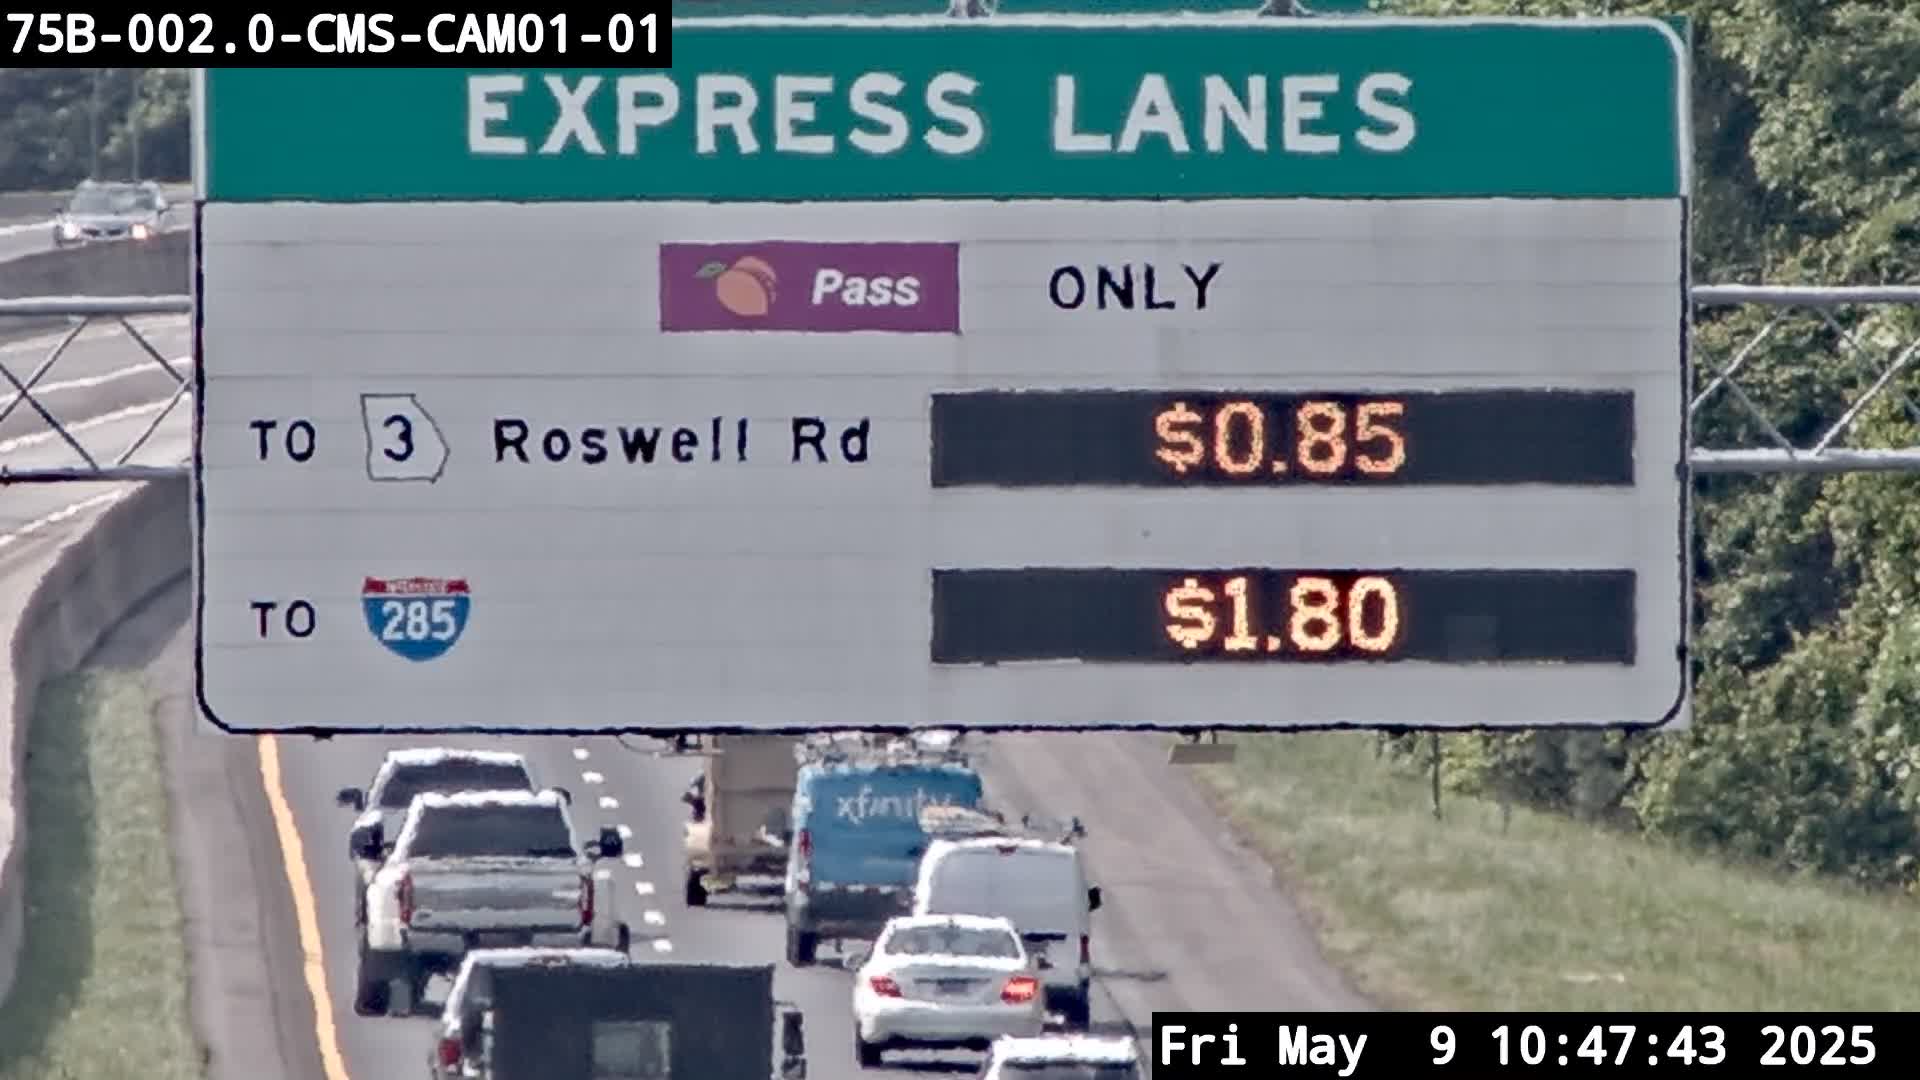 75B-002.0-CMS-CAM01-01
EXPRESS LANES
Pass ONLY
TO 3 Roswell Rd $0.85
TO 285 $1.80
xfinity
Fri May 9 10:47:43 2025